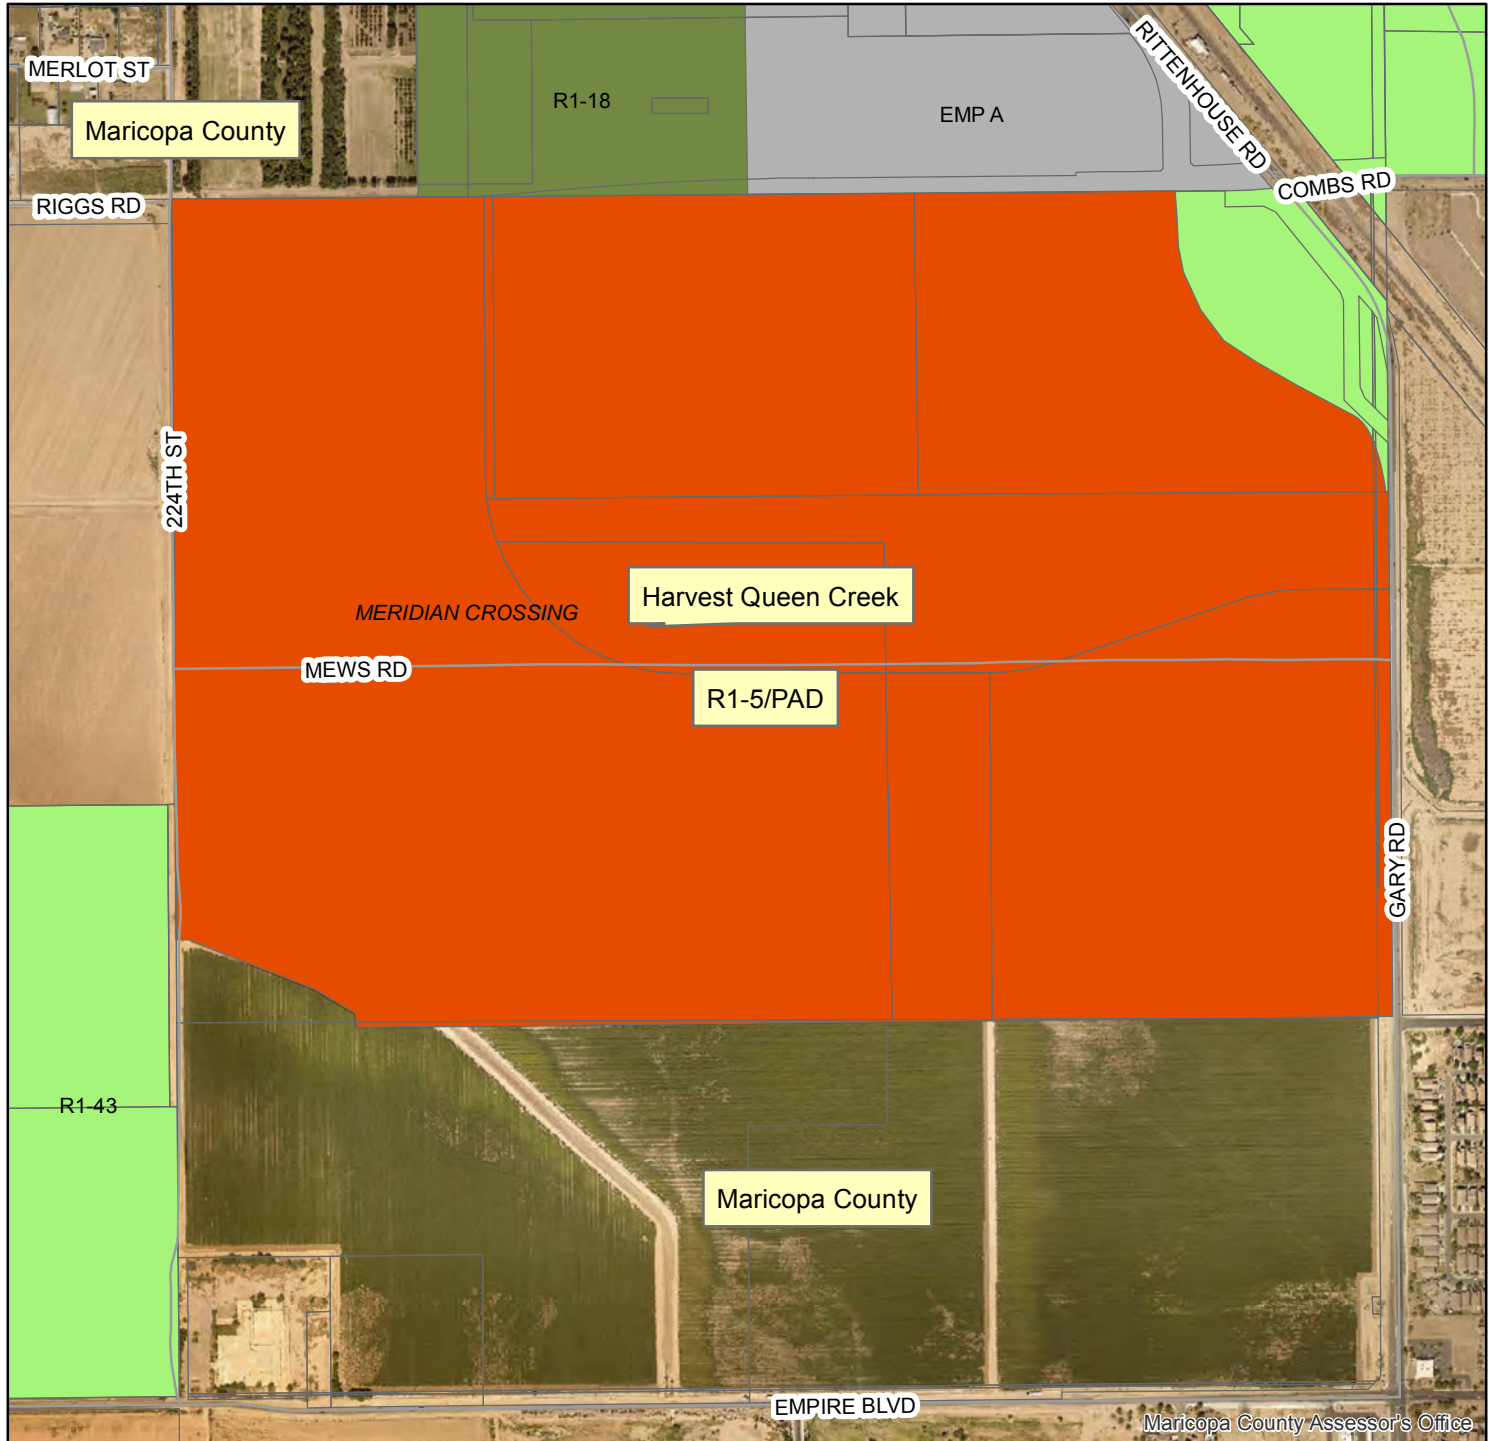 MERLOT ST
Maricopa County
R1-18
EMP A
RITTENHOUSE RD
COMBS RD
RIGGS RD
224TH ST
Harvest Queen Creek
MERIDIAN CROSSING
MEWS RD
R1-5/PAD
GARY RD
R1-43
Maricopa County
EMPIRE BLVD
Maricopa County Assessor's Office